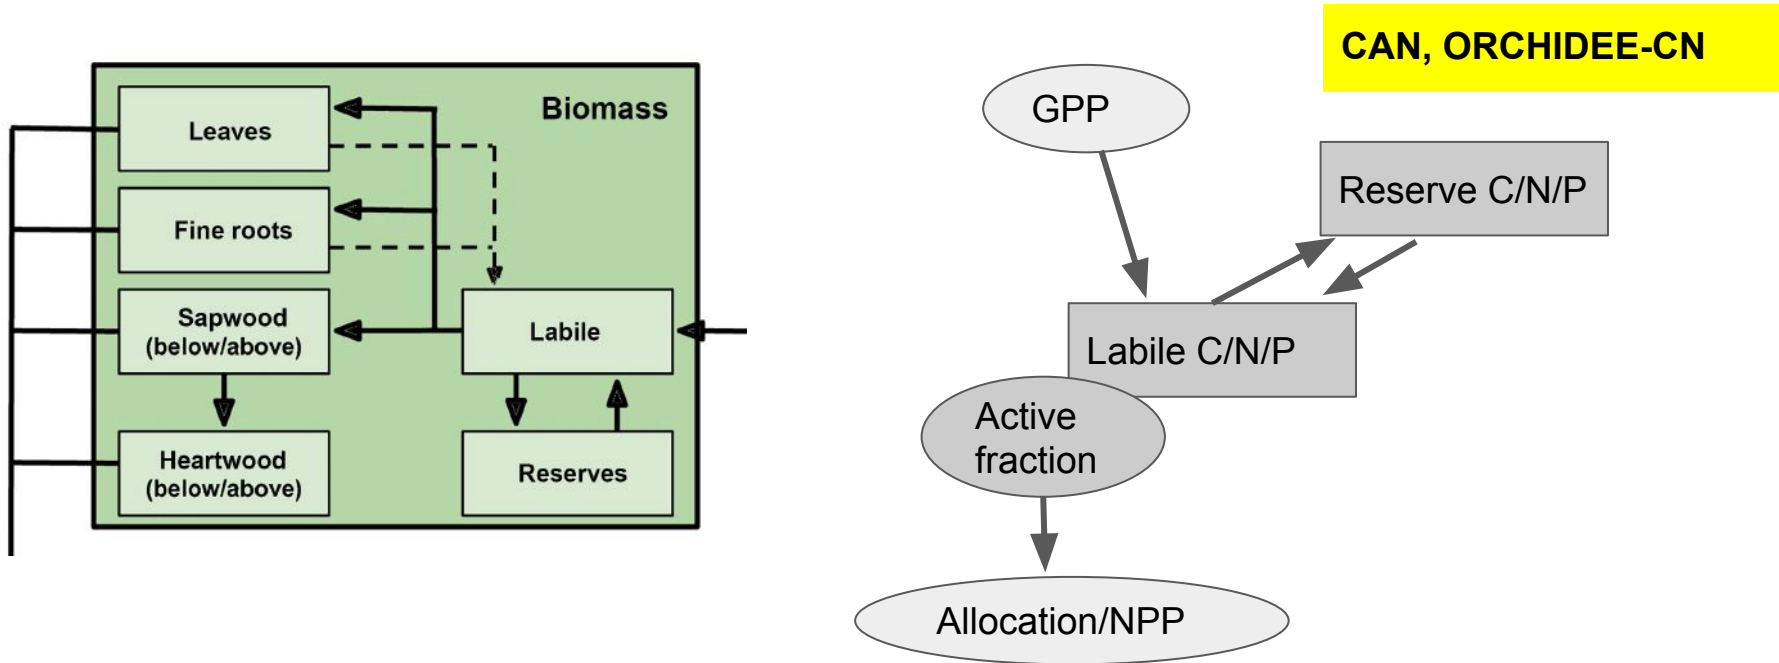 Biomass
Leaves
Fine roots
Sapwood
(below/above)
Heartwood
(below/above)
Labile
Reserves
CAN, ORCHIDEE-CN
GPP
Reserve C/N/P
Labile C/N/P
Active
fraction
Allocation/NPP